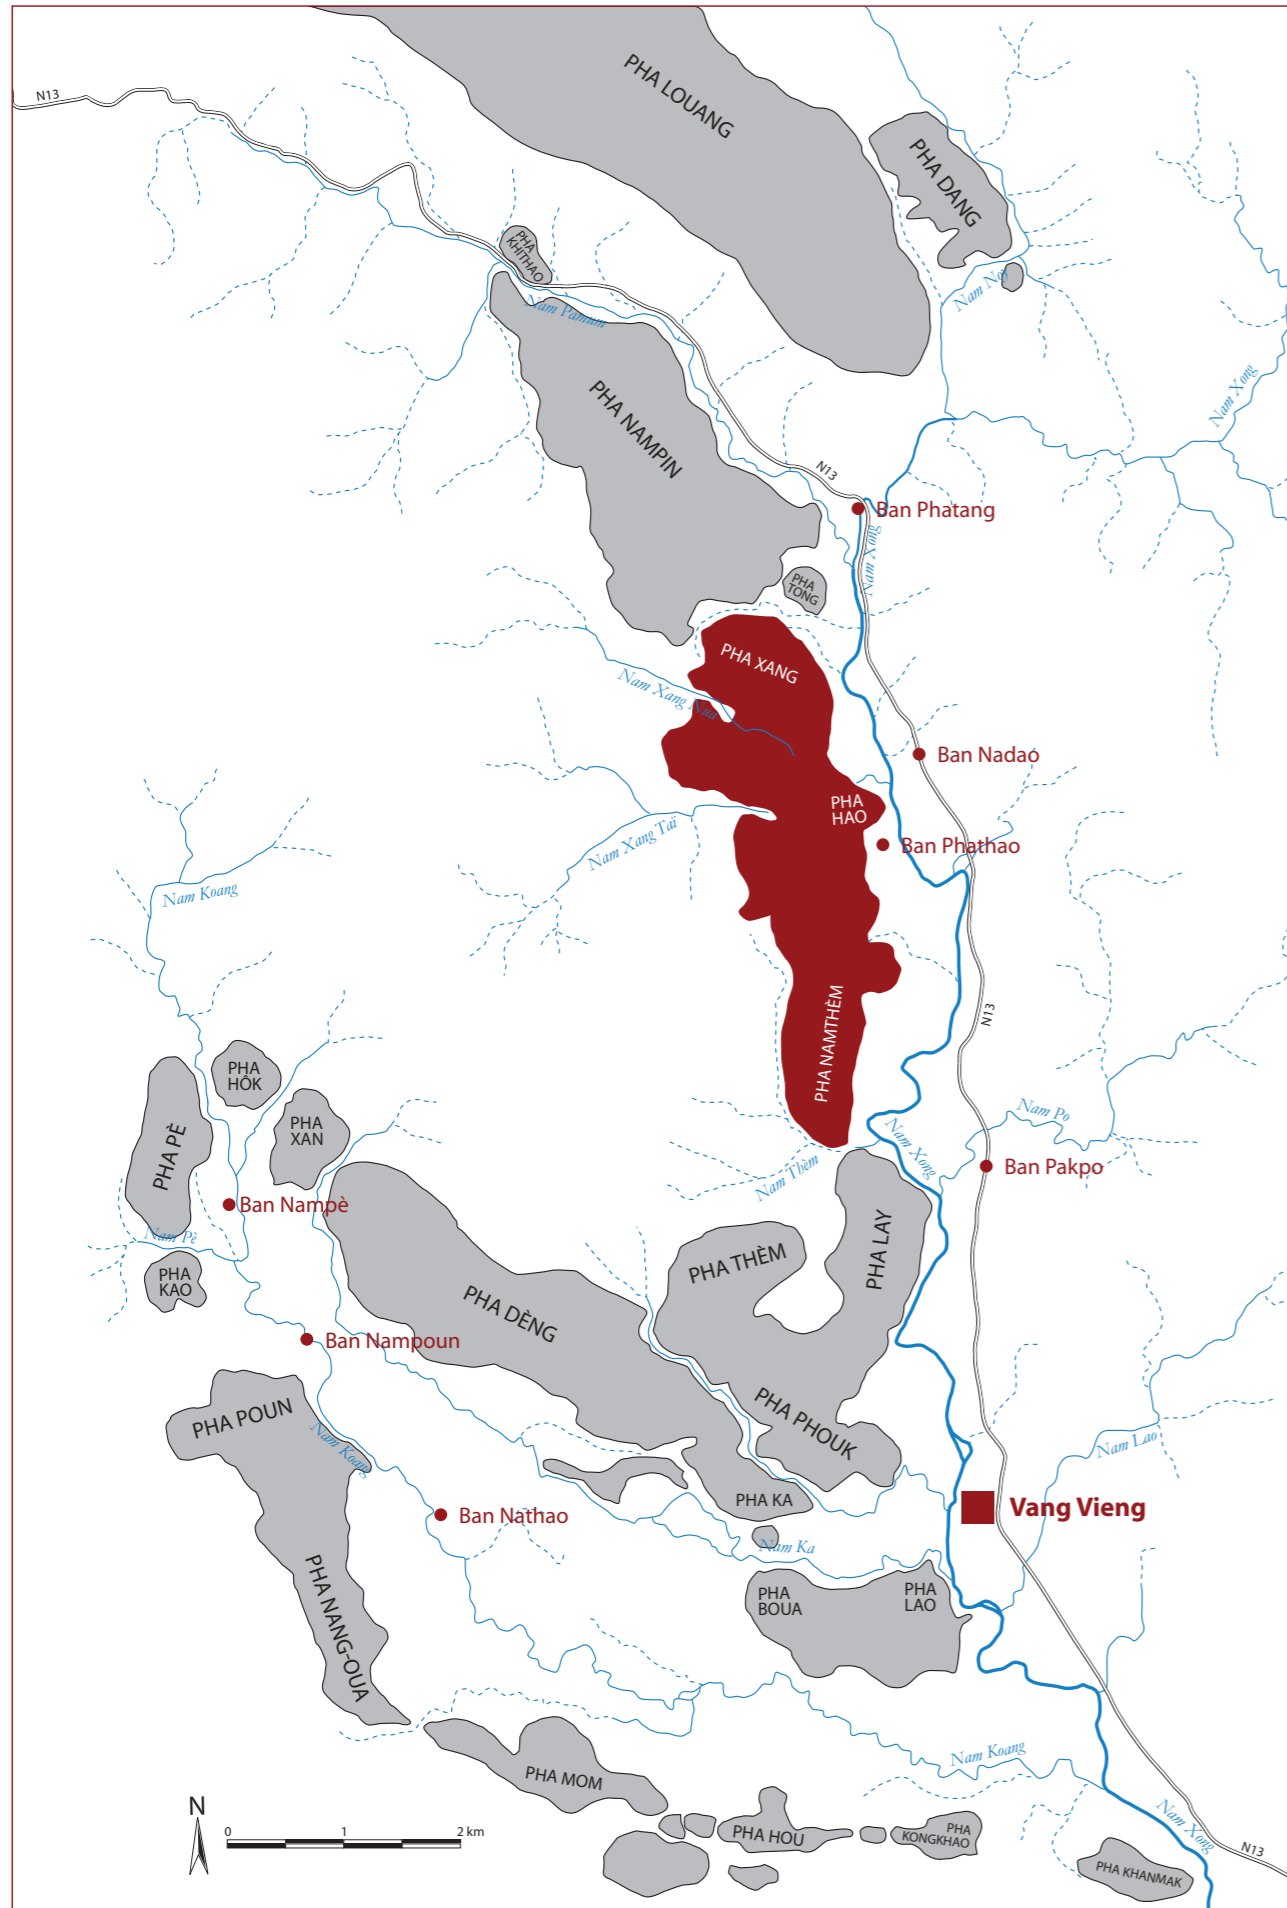 N13
PHA LOUANG
PHA DANG
PHA
KHITHAO
Nam Noy
Nam Pamum
PHA NAMPIN
Nam Xong
N13
Ban Phatang
Nam Xong
PHA
TONG
PHA XANG
Nam Xang Nua
Ban Nadao
PHA
HAO
Nam Xang Taï
Ban Phathao
Nam Koang
PHA NAMTHÈM
N13
PHA
HÔK
PHA
XAN
PHA PÈ
Nam Po
Nam Xong
Ban Pakpo
Nam Thèm
Ban Nampè
Nam Pè
PHA
KAO
PHA LAY
PHA THÈM
PHA DÈNG
Ban Nampoun
PHA POUN
PHA PHOUK
Nam Koang
Nam Lao
PHA KA
Vang Vieng
Ban Nathao
Nam Ka
PHA
BOUA
PHA
LAO
PHA NANG-OUA
Nam Koang
PHA MOM
N
0 1 2 km
PHA HOU
PHA
KONGKHAO
Nam Xong
N13
PHA KHANMAK